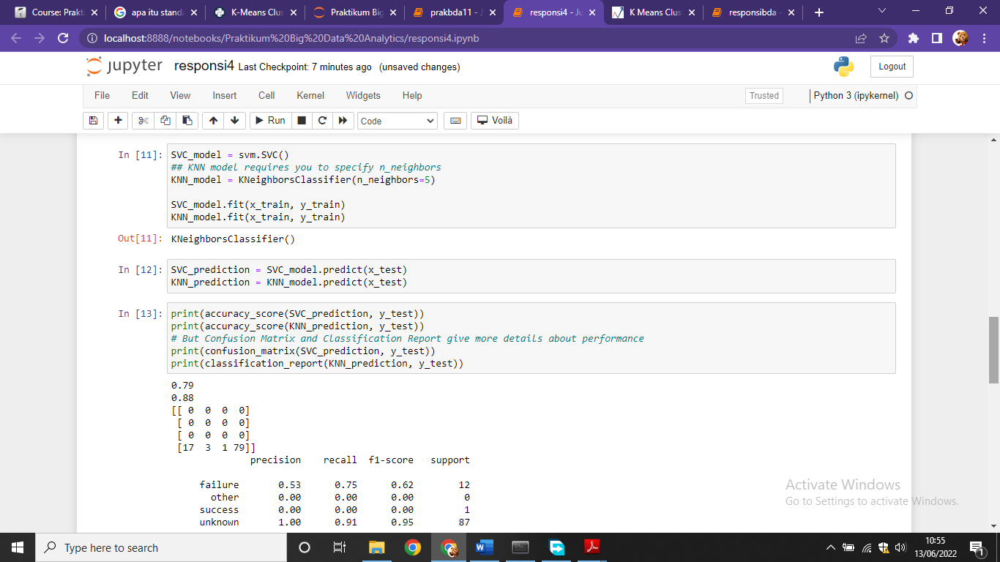 Course: Prakt
apa itu stand
K-Means Clus
Praktikum Big
prakbda11 - J
responsi4 - Ju
K Means Clus
responsibda -
localhost:8888/notebooks/Praktikum%20Big%20Data%20Analytics/responsi4.ipynb
jupyter responsi4 Last Checkpoint: 7 minutes ago (unsaved changes)
Logout
File Edit View Insert Cell Kernel Widgets Help
Trusted
Python 3 (ipykernel)
Run
Code
Voilà
In [11]: SVC_model = svm.SVC()
## KNN model requires you to specify n_neighbors
KNN_model = KNeighborsClassifier(n_neighbors=5)
SVC_model.fit(x_train, y_train)
KNN_model.fit(x_train, y_train)
Out[11]: KNeighborsClassifier()
In [12]: SVC_prediction = SVC_model.predict(x_test)
KNN_prediction = KNN_model.predict(x_test)
In [13]: print(accuracy_score(SVC_prediction, y_test))
print(accuracy_score(KNN_prediction, y_test))
# But Confusion Matrix and Classification Report give more details about performance
print(confusion_matrix(SVC_prediction, y_test))
print(classification_report(KNN_prediction, y_test))
0.79
0.88
[[ 0 0 0 0]
[ 0 0 0 0]
[ 0 0 0 0]
[17 3 1 79]]
precision recall f1-score support
failure 0.53 0.75 0.62 12
other 0.00 0.00 0.00 0
success 0.00 0.00 0.00 1
unknown 1.00 0.91 0.95 87
Activate Windows
Go to Settings to activate Windows.
Type here to search
10:55
13/06/2022
1